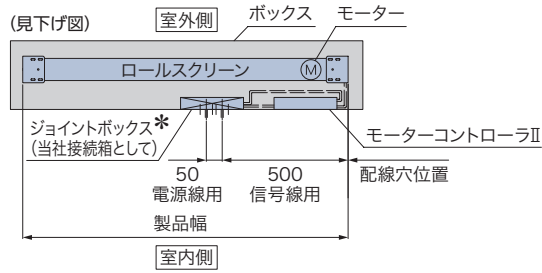 (見下げ図)
室外側
ボックス
モーター
ロールスクリーン
M
ジョイントボックス*
(当社接続箱として)
モーターコントローラⅡ
50
電源線用
500
信号線用
配線穴位置
製品幅
室内側